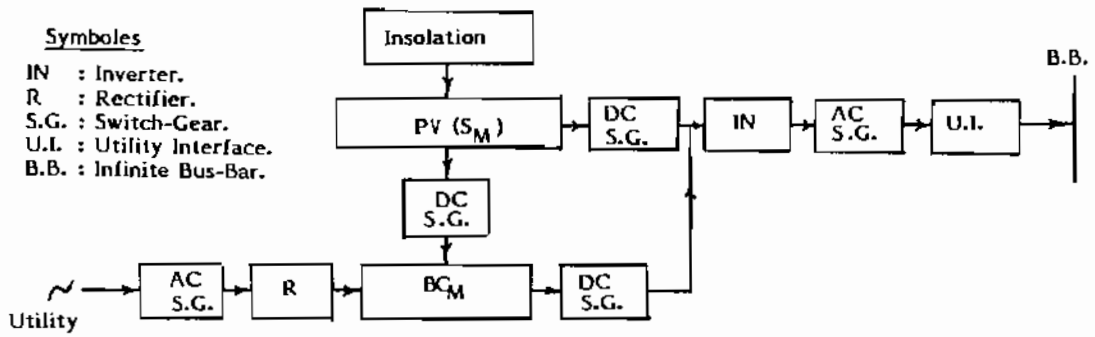 Symboles
IN : Inverter.
R : Rectifier.
S.G. : Switch-Gear.
U.I. : Utility Interface.
B.B. : Infinite Bus-Bar.
Insolation
PV (S_M)
DC
S.G.
IN
AC
S.G.
U.I.
B.B.
DC
S.G.
Utility
AC
S.G.
R
BC_M
DC
S.G.